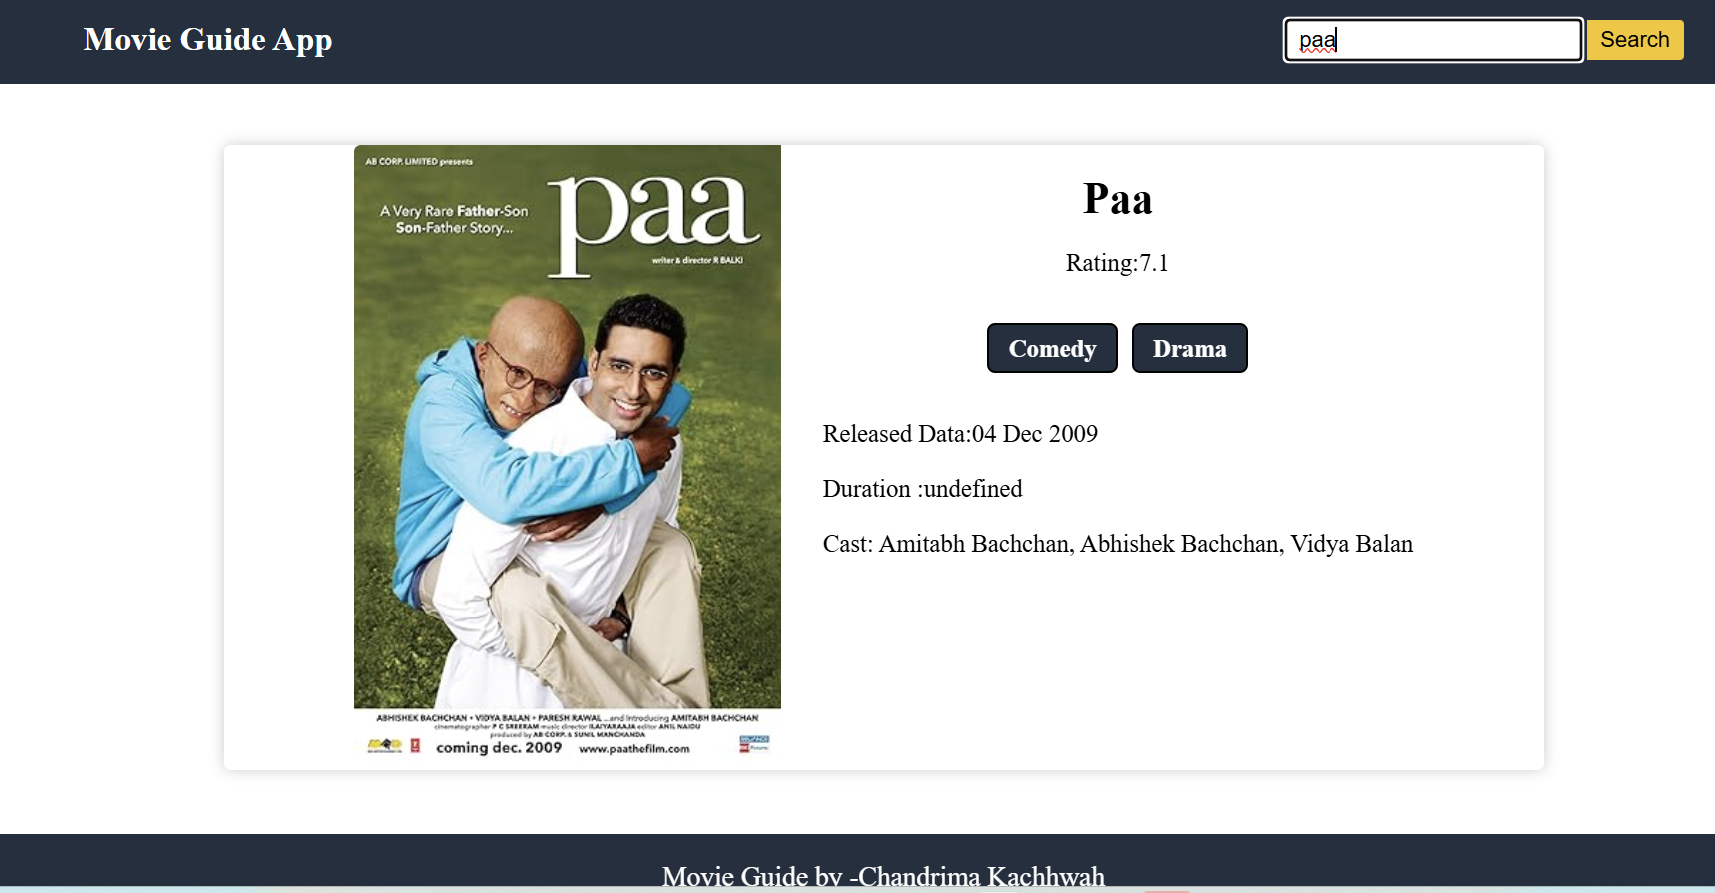 Movie Guide App
paa
Search
AB CORP. LIMITED presents
paa
A Very Rare Father-Son
Son-Father Story...
writer & director R BALKI
ABHISHEK BACHCHAN • VIDYA BALAN • PARESH RAWAL ...and Introducing AMITABH BACHCHAN
cinematographer P C SREERAM music director ILAIYARAAJA editor ANIL NAIDU
produced by AB CORP. & SUNIL MANCHANDA
coming dec. 2009 www.paathefilm.com
Paa
Rating:7.1
Comedy Drama
Released Data:04 Dec 2009
Duration :undefined
Cast: Amitabh Bachchan, Abhishek Bachchan, Vidya Balan
Movie Guide by -Chandrima Kachhwah